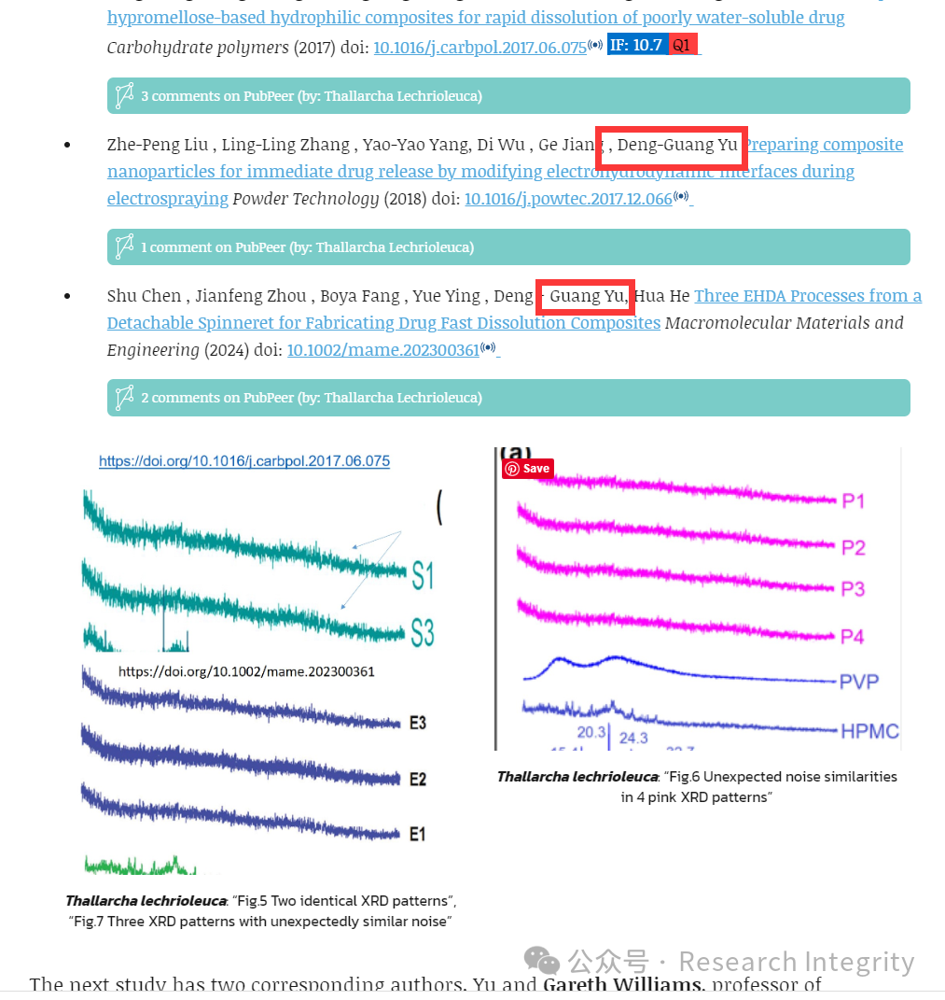 hypromellose-based hydrophilic composites for rapid dissolution of poorly water-soluble drug
Carbohydrate polymers (2017) doi: 10.1016/j.carbpol.2017.06.075 IF: 10.7 Q1
3 comments on PubPeer (by: Thallarcha Lechrioleuca)
• Zhe-Peng Liu , Ling-Ling Zhang , Yao-Yao Yang, Di Wu , Ge Jiang , Deng-Guang Yu Preparing composite
nanoparticles for immediate drug release by modifying electrohydrodynamic interfaces during
electrospraying Powder Technology (2018) doi: 10.1016/j.powtec.2017.12.066
1 comment on PubPeer (by: Thallarcha Lechrioleuca)
• Shu Chen , Jianfeng Zhou , Boya Fang , Yue Ying , Deng - Guang Yu, Hua He Three EHDA Processes from a
Detachable Spinneret for Fabricating Drug Fast Dissolution Composites Macromolecular Materials and
Engineering (2024) doi: 10.1002/mame.202300361
2 comments on PubPeer (by: Thallarcha Lechrioleuca)
https://doi.org/10.1016/j.carbpol.2017.06.075
(
S1
S3
https://doi.org/10.1002/mame.202300361
E3
E2
E1
Thallarcha lechrioleuca: “Fig.5 Two identical XRD patterns”,
“Fig.7 Three XRD patterns with unexpectedly similar noise”
(a)
Save
P1
P2
P3
P4
PVP
HPMC
20.3
24.3
Thallarcha lechrioleuca: “Fig.6 Unexpected noise similarities
in 4 pink XRD patterns”
公众号 · Research Integrity
The next study has two corresponding authors, Yu and Gareth Williams, professor of